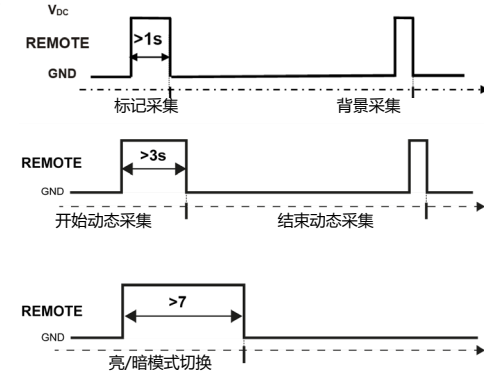 VDC
REMOTE
>1s
GND
标记采集 背景采集
REMOTE
>3s
GND
开始动态采集 结束动态采集
REMOTE
>7
GND
亮/暗模式切换